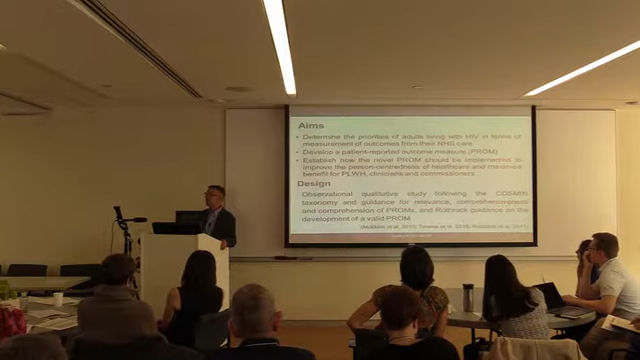 Aims
• Determine the priorities of adults living with HIV in terms of
measurement of outcomes from their NHS care
• Develop a patient-reported outcome measure (PROM)
• Establish how the novel PROM should be implemented to
improve the person-centredness of healthcare and maximise
benefit for PLWH, clinicians and commissioners
Design
Observational qualitative study following the COSMIN
taxonomy and guidance for relevance, comprehensiveness
and comprehension of PROMs, and Rothrock guidance on the
development of a valid PROM